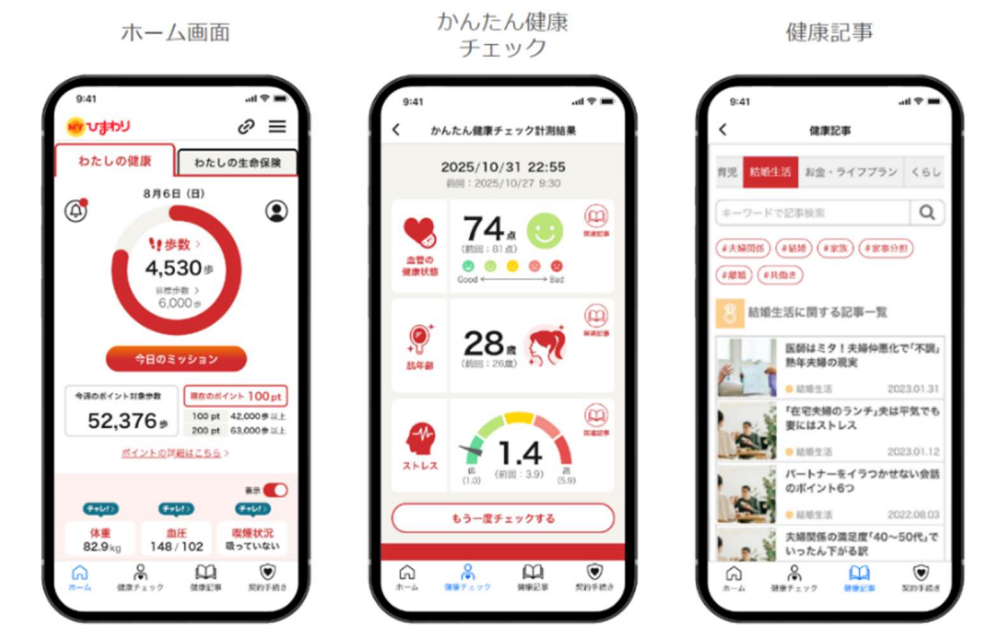 ホーム画面
かんたん健康
チェック
健康記事
9:41
MYひまわり
わたしの健康
わたしの生命保険
8月6日（日）
歩数 >
4,530歩
目標歩数 >
6,000歩
今日のミッション
今週のポイント対象歩数
52,376歩
現在のポイント 100pt
100 pt 42,000歩以上
200 pt 63,000歩以上
ポイントの詳細はこちら >
表示
チャレ! >
チャレ! >
チャレ! >
体重
82.9kg
血圧
148 / 102
喫煙状況
吸っていない
ホーム
健康チェック
健康記事
契約手続き
9:41
かんたん健康チェック計測結果
2025/10/31 22:55
前回：2025/10/27 9:30
血管の
健康状態
74点
(前回：81点)
Good
Bad
関連記事
肌年齢
28歳
(前回：26歳)
関連記事
ストレス
1.4
(前回：3.9)
低
(1.0)
高
(5.9)
関連記事
もう一度チェックする
ホーム
健康チェック
健康記事
契約手続き
9:41
健康記事
育児
結婚生活
お金・ライフプラン
くらし
キーワードで記事検索
#夫婦関係
#結婚
#家族
#家事分担
#離婚
#共働き
結婚生活に関する記事一覧
医師はミタ！夫婦仲悪化で「不調」
熟年夫婦の現実
結婚生活
2023.01.31
「在宅夫婦のランチ」夫は平気でも
妻にはストレス
結婚生活
2023.01.12
パートナーをイラつかせない会話
のポイント6つ
結婚生活
2022.08.03
夫婦関係の満足度「40〜50代」で
いったん下がる訳
ホーム
健康チェック
健康記事
契約手続き